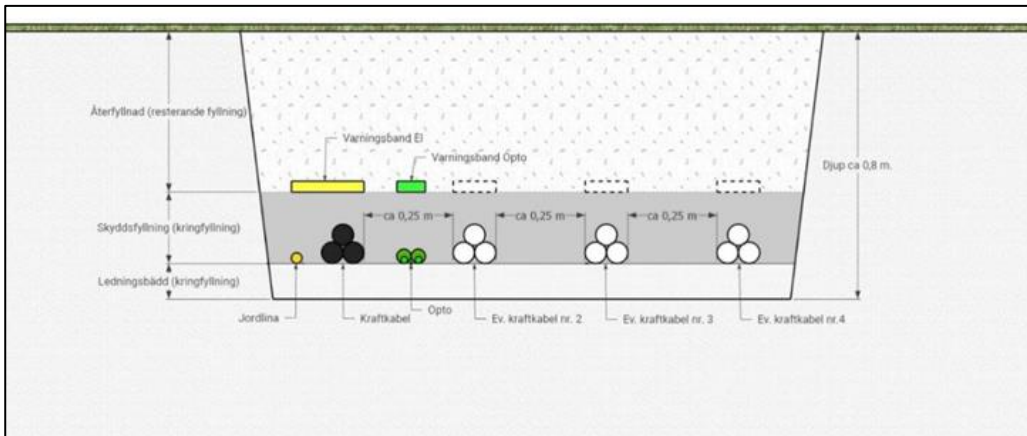 Återfyllnad (resterande fyllning)
Varningsband El
Varningsband Opto
Djup ca 0,8 m.
Skyddsfyllning (kringfyllning)
ca 0,25 m
ca 0,25 m
ca 0,25 m
Ledningsbädd (kringfyllning)
Jordlina
Kraftkabel
Opto
Ev. kraftkabel nr. 2
Ev. kraftkabel nr. 3
Ev. kraftkabel nr.4